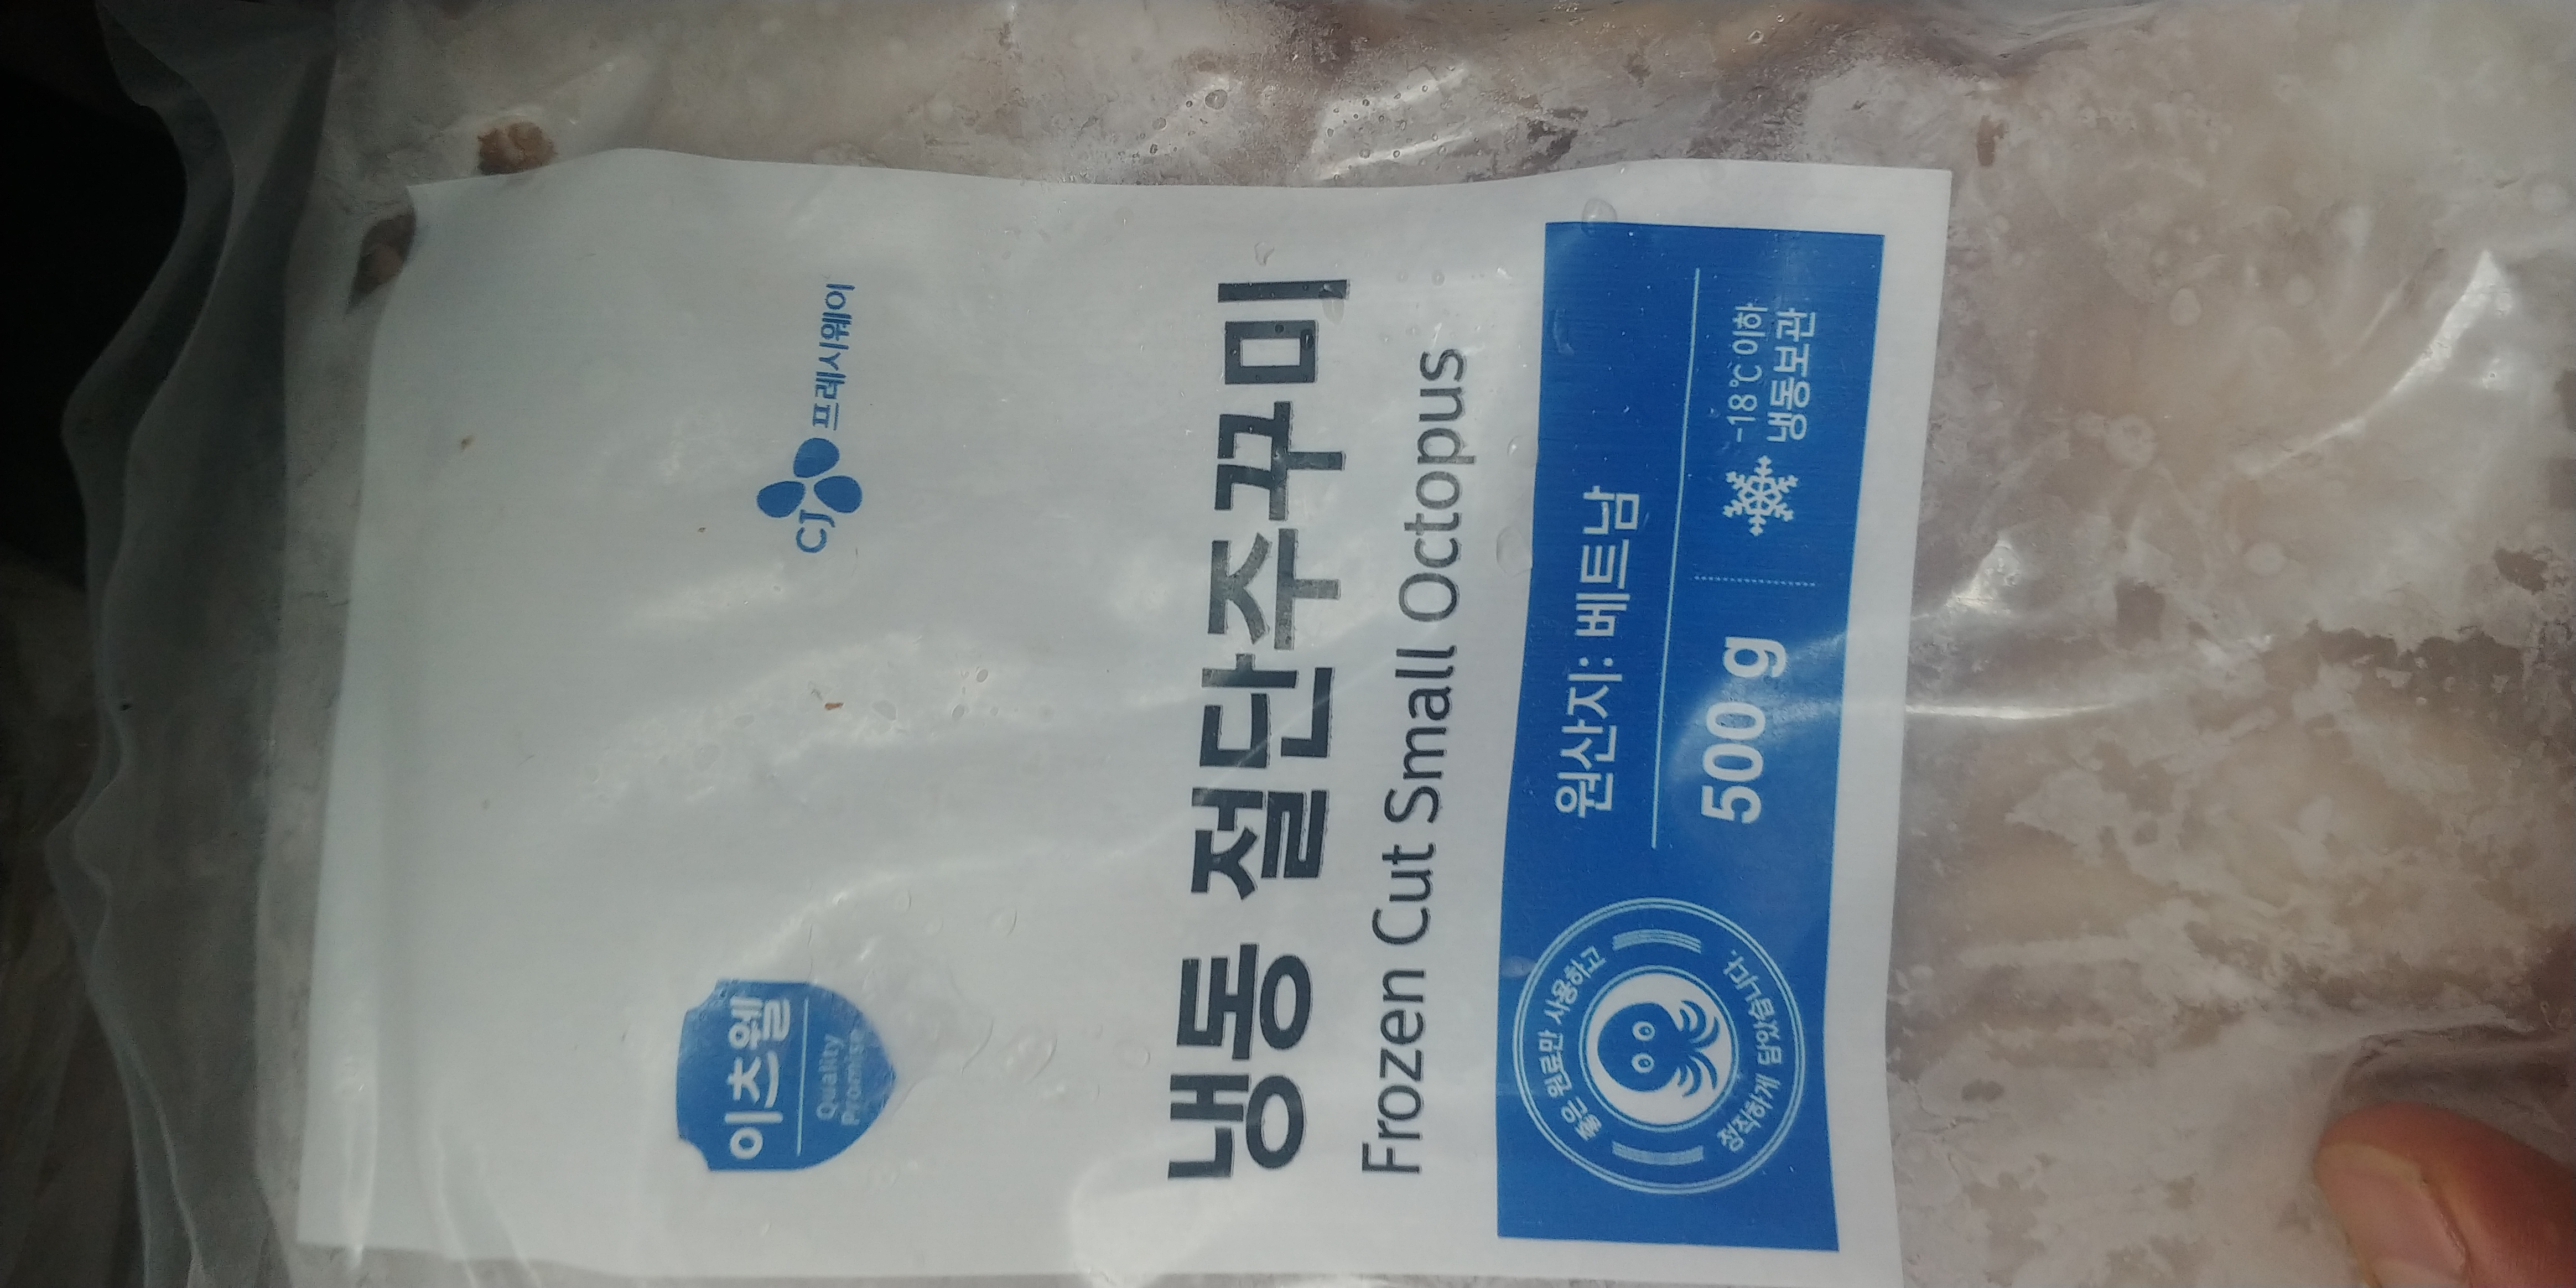 이츠웰
Quality
Promise
CJ 프레시웨이
냉동 절단주꾸미
Frozen Cut Small Octopus
좋은 원료만 사용하고
정직하게 담았습니다.
원산지: 베트남
500 g
-18℃ 이하
냉동보관